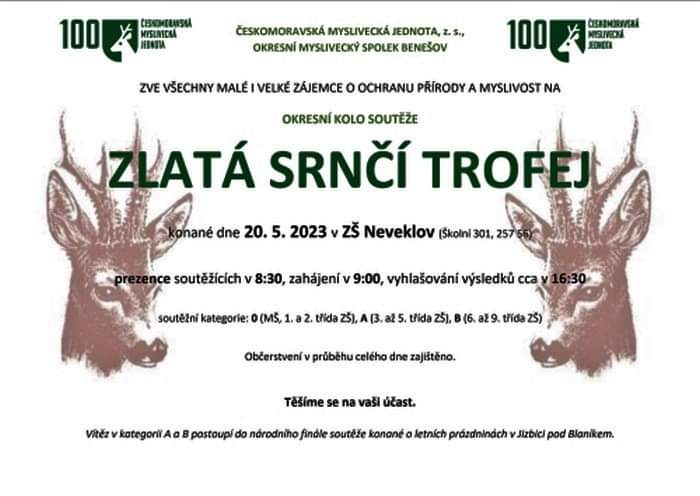 100 ČESKOMORAVSKÁ
MYSLIVECKÁ
JEDNOTA
ČESKOMORAVSKÁ MYSLIVECKÁ JEDNOTA, z. s.,
OKRESNÍ MYSLIVECKÝ SPOLEK BENEŠOV
100 ČESKOMORAVSKÁ
MYSLIVECKÁ
JEDNOTA
ZVE VŠECHNY MALÉ I VELKÉ ZÁJEMCE O OCHRANU PŘÍRODY A MYSLIVOST NA
OKRESNÍ KOLO SOUTĚŽE
ZLATÁ SRNČÍ TROFEJ
konané dne 20. 5. 2023 v ZŠ Neveklov (Školní 301, 257 56)
prezence soutěžících v 8:30, zahájení v 9:00, vyhlašování výsledků cca v 16:30
soutěžní kategorie: 0 (MŠ, 1. a 2. třída ZŠ), A (3. až 5. třída ZŠ), B (6. až 9. třída ZŠ)
Občerstvení v průběhu celého dne zajištěno.
Těšíme se na vaši účast.
Vítěz v kategorii A a B postoupí do národního finále soutěže konané o letních prázdninách v Jizbici pod Blaníkem.